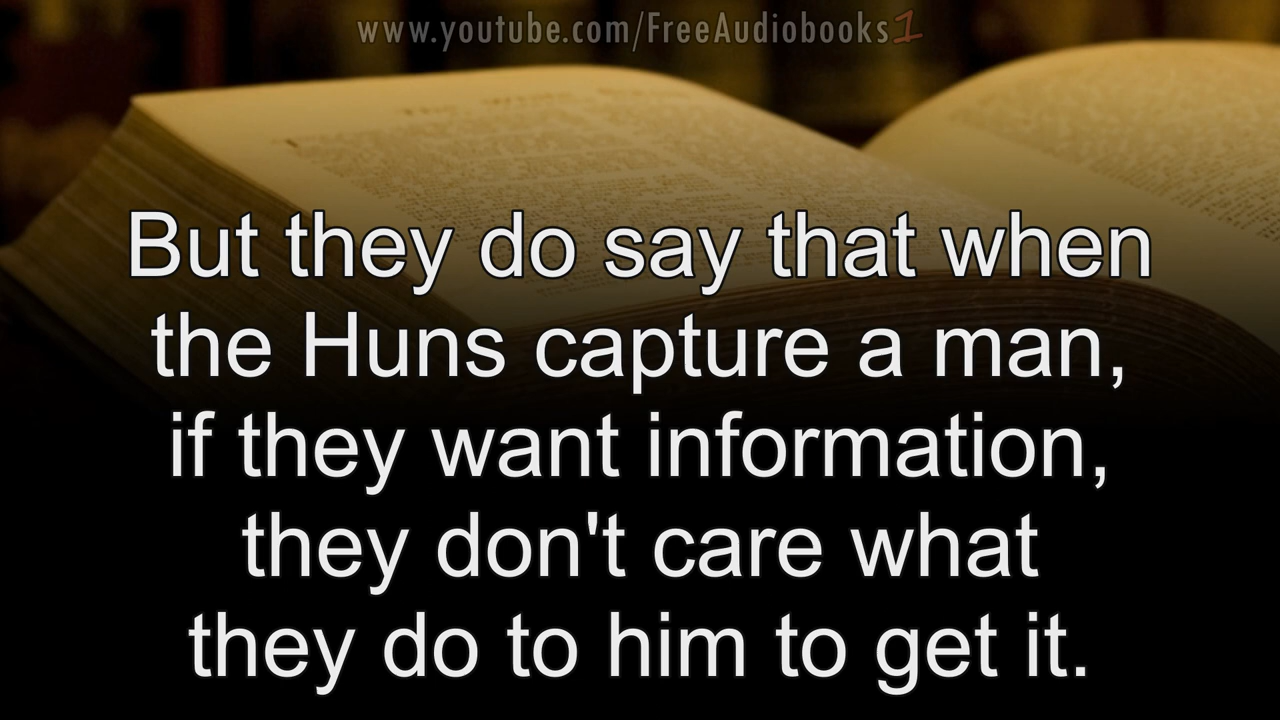 www.youtube.com/FreeAudiobooks1
But they do say that when
the Huns capture a man,
if they want information,
they don't care what
they do to him to get it.